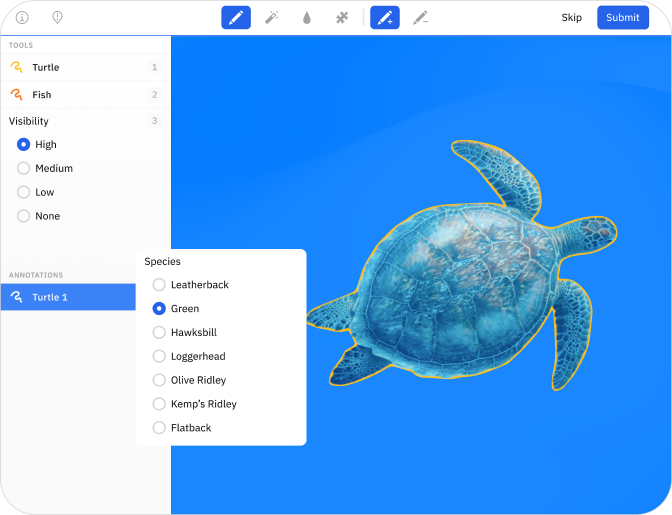 Skip
Submit
TOOLS
Turtle 1
Fish 2
Visibility 3
High
Medium
Low
None
ANNOTATIONS
Turtle 1
Species
Leatherback
Green
Hawksbill
Loggerhead
Olive Ridley
Kemp's Ridley
Flatback